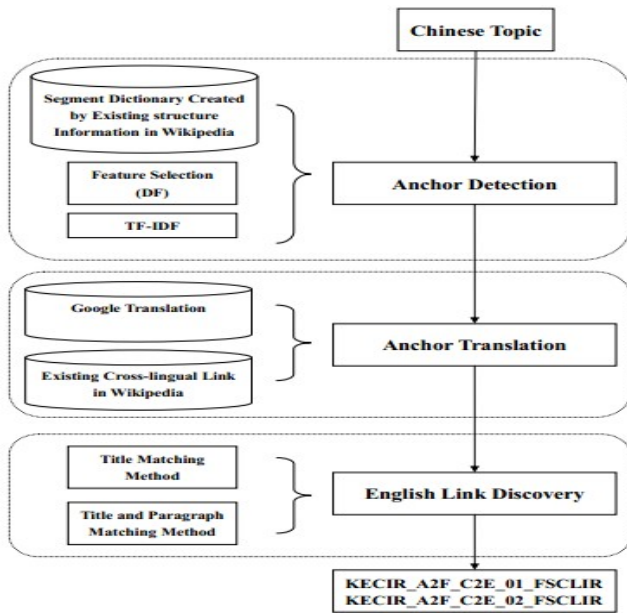 Chinese Topic
Segment Dictionary Created
by Existing structure
Information in Wikipedia
Feature Selection
(DF)
TF-IDF
Anchor Detection
Google Translation
Existing Cross-lingual Link
in Wikipedia
Anchor Translation
Title Matching
Method
Title and Paragraph
Matching Method
English Link Discovery
KECIR_A2F_C2E_01_FSCLIR
KECIR_A2F_C2E_02_FSCLIR